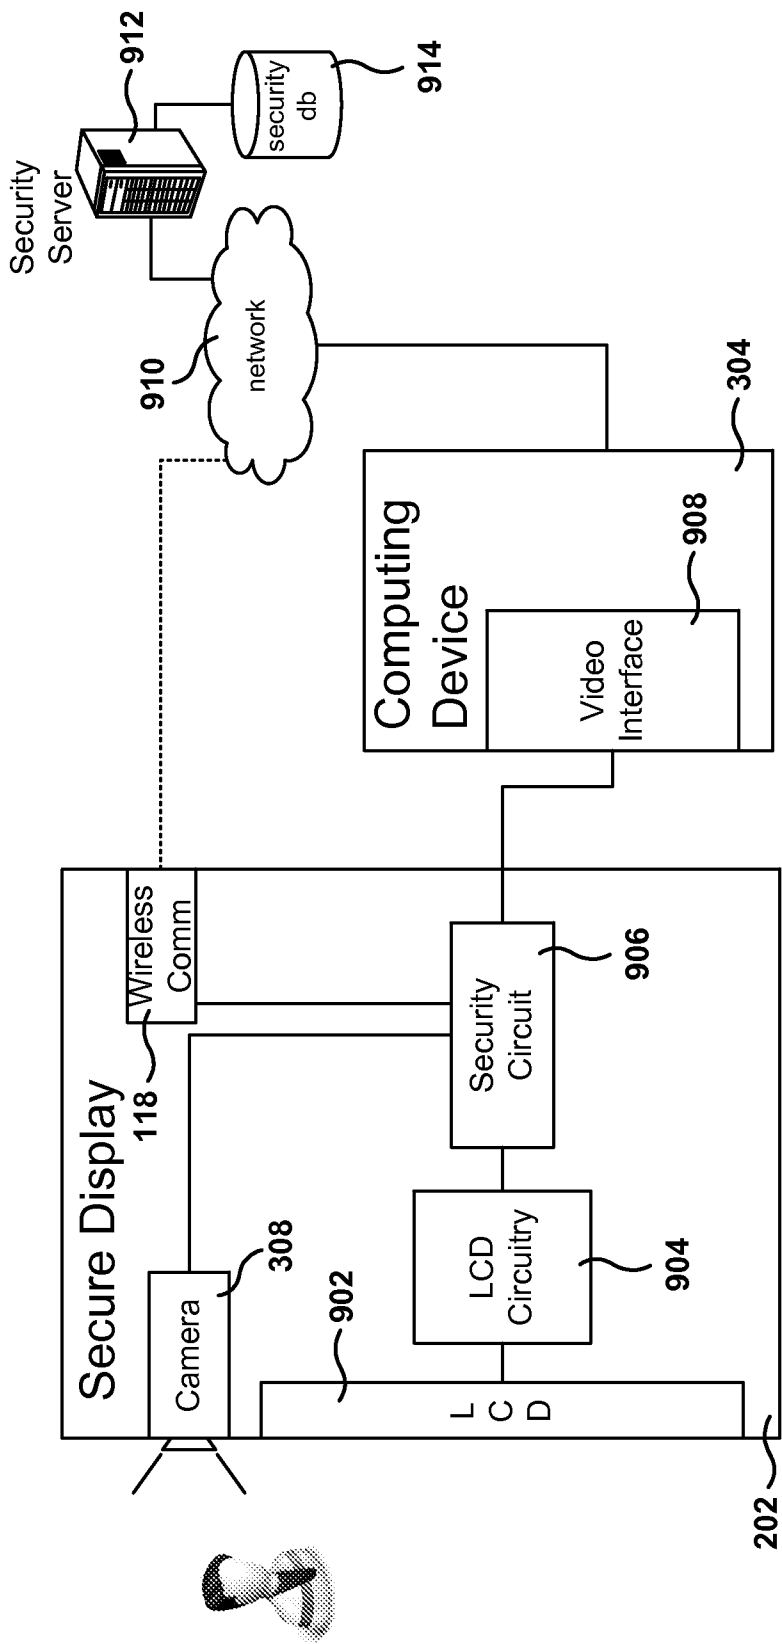 Secure Display
Camera
308
118
Wireless
Comm
902
L
C
D
LCD
Circuitry
904
Security
Circuit
906
202
Computing
Device
Video
Interface
908
304
network
910
Security
Server
912
security
db
914